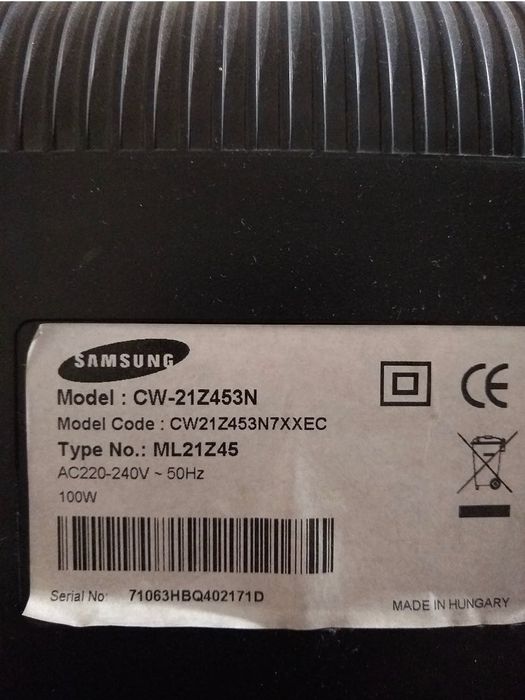 SAMSUNG
Model : CW-21Z453N
Model Code : CW21Z453N7XXEC
Type No.: ML21Z45
AC220-240V ~ 50Hz
100W
Serial No: 71063HBQ402171D
CE
MADE IN HUNGARY